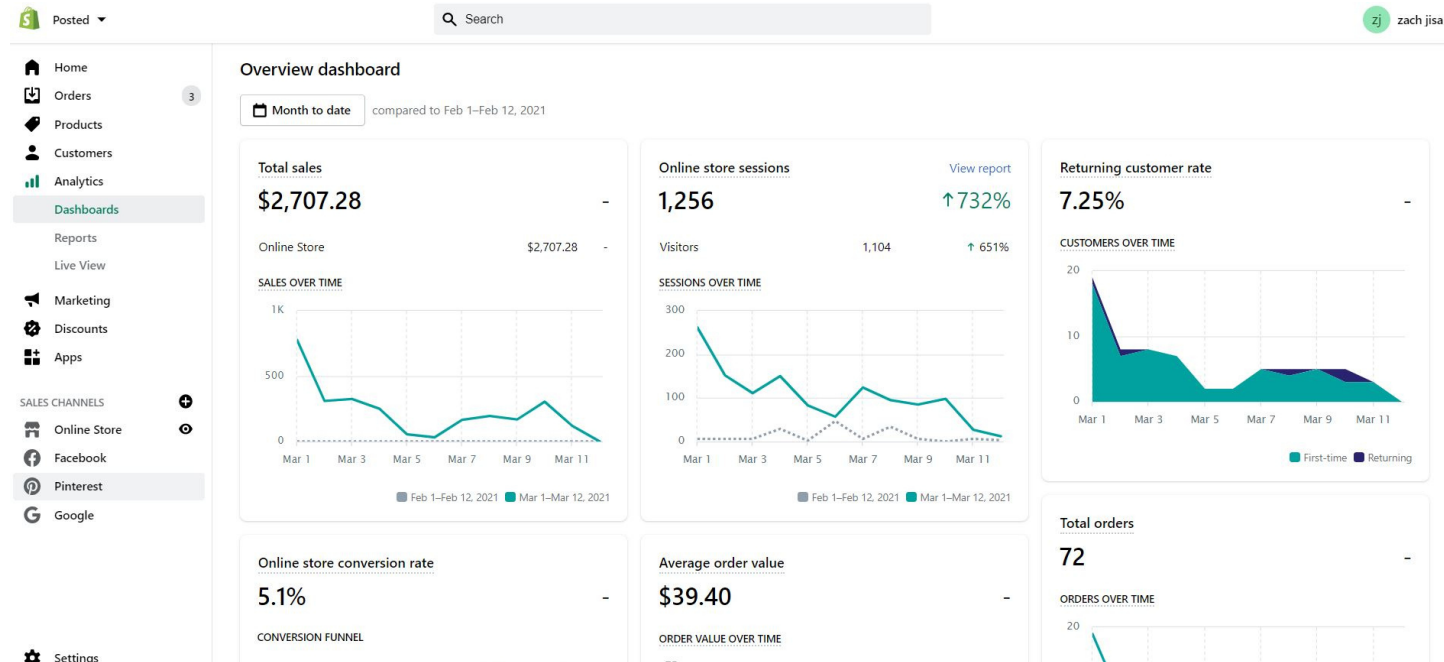 Posted
Search
zj zach jisa
Home
Orders 3
Products
Customers
Analytics
Dashboards
Reports
Live View
Marketing
Discounts
Apps
SALES CHANNELS
Online Store
Facebook
Pinterest
Google
Settings
Overview dashboard
Month to date compared to Feb 1–Feb 12, 2021
Total sales
$2,707.28 -
Online Store $2,707.28 -
SALES OVER TIME
1K
500
0
Mar 1 Mar 3 Mar 5 Mar 7 Mar 9 Mar 11
Feb 1–Feb 12, 2021 Mar 1–Mar 12, 2021
Online store sessions View report
1,256 ↑732%
Visitors 1,104 ↑ 651%
SESSIONS OVER TIME
300
200
100
0
Mar 1 Mar 3 Mar 5 Mar 7 Mar 9 Mar 11
Feb 1–Feb 12, 2021 Mar 1–Mar 12, 2021
Returning customer rate
7.25% -
CUSTOMERS OVER TIME
20
10
0
Mar 1 Mar 3 Mar 5 Mar 7 Mar 9 Mar 11
First-time Returning
Online store conversion rate
5.1% -
CONVERSION FUNNEL
Average order value
$39.40 -
ORDER VALUE OVER TIME
Total orders
72 -
ORDERS OVER TIME
20